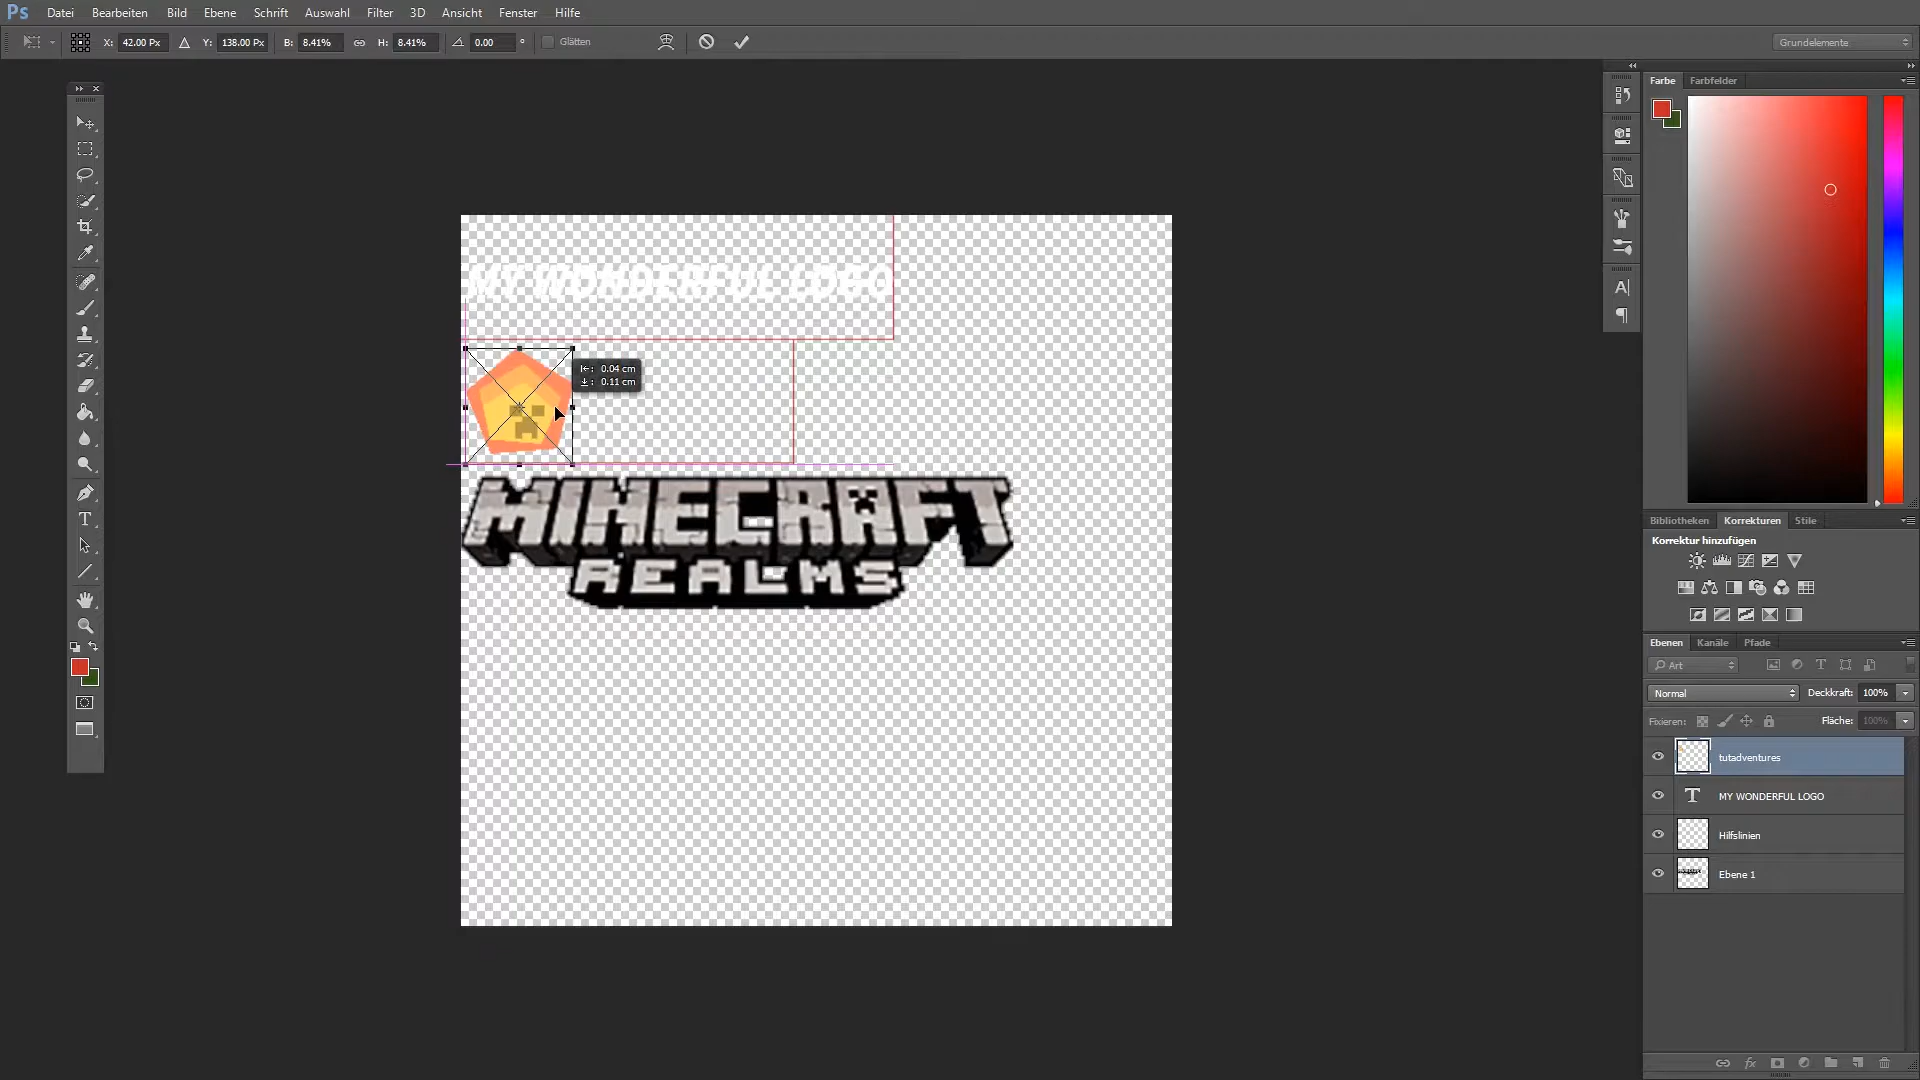 Ps Datei Bearbeiten Bild Ebene Schrift Auswahl Filter 3D Ansicht Fenster Hilfe
X: 42.00 Px Y: 138.00 Px B: 8.41% H: 8.41% 0.00 ° Glätten Grundelemente
Farbe Farbfelder
MY WONDERFUL LOGO
0.04 cm
0.11 cm
MINECRAFT
REALMS
Bibliotheken Korrekturen Stile
Korrektur hinzufügen
Ebenen Kanäle Pfade
Art
Normal Deckkraft: 100%
Fixieren: Fläche: 100%
tutadventures
MY WONDERFUL LOGO
Hilfslinien
Ebene 1
fx